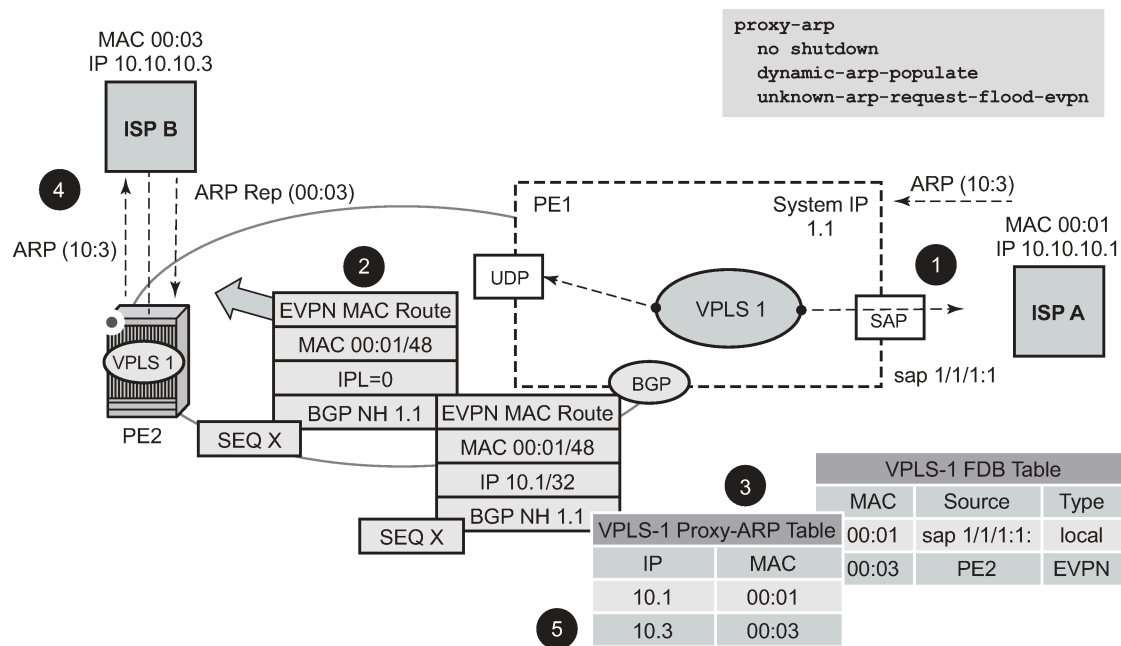 proxy-arp
no shutdown
dynamic-arp-populate
unknown-arp-request-flood-evpn
MAC 00:03
IP 10.10.10.3
ISP B
4
ARP Rep (00:03)
ARP (10:3)
PE1
System IP
1.1
ARP (10:3)
MAC 00:01
IP 10.10.10.1
1
ISP A
UDP
VPLS 1
SAP
sap 1/1/1:1
BGP
2
EVPN MAC Route
MAC 00:01/48
IPL=0
BGP NH 1.1
SEQ X
VPLS 1
PE2
EVPN MAC Route
MAC 00:01/48
IP 10.1/32
BGP NH 1.1
SEQ X
3
VPLS-1 FDB Table
MAC Source Type
00:01 sap 1/1/1:1: local
00:03 PE2 EVPN
VPLS-1 Proxy-ARP Table
IP MAC
10.1 00:01
10.3 00:03
5